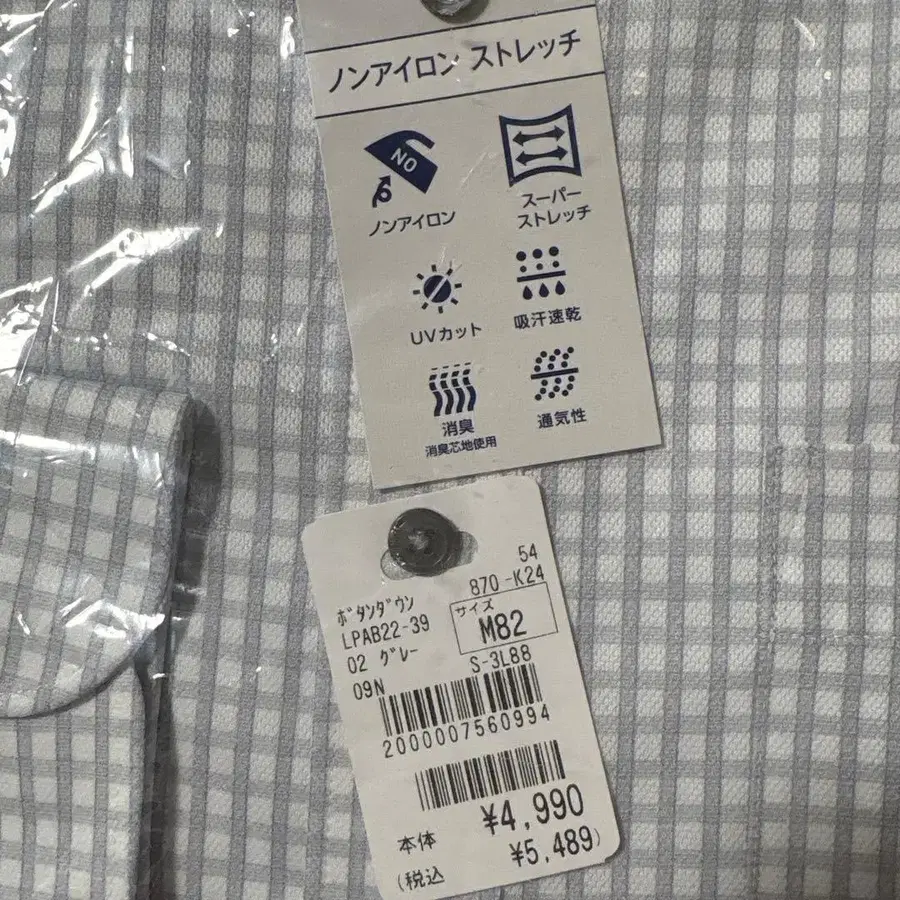 ノンアイロン ストレッチ
NO
ノンアイロン
スーパー
ストレッチ
UVカット
吸汗速乾
消臭
消臭芯地使用
通気性
54
870-K24
ボタンダウン
LPAB22-39
02 グレー
09N
サイズ
M82
S-3L88
2000007560994
¥4,990
本体
¥5.489)
(税込